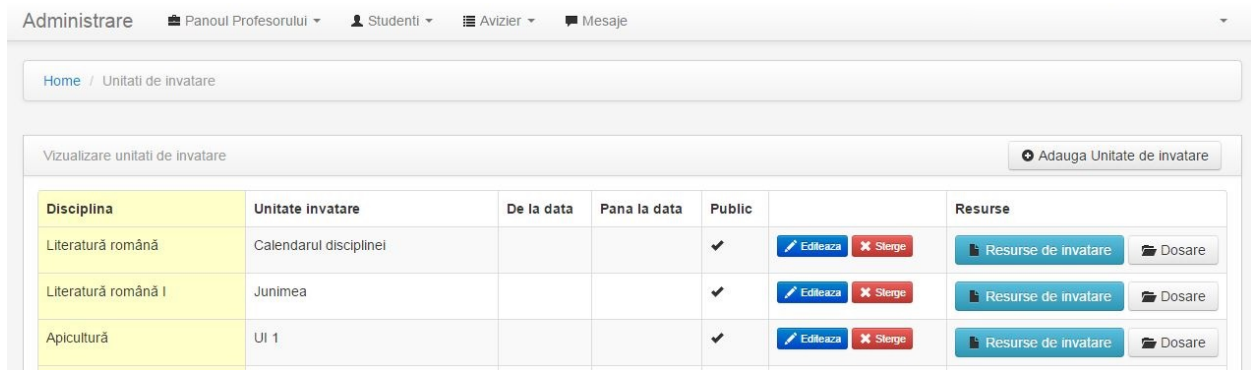 Administrare Panoul Profesorului Studenti Avizier Mesaje
Home / Unitati de invatare
Vizualizare unitati de invatare Adauga Unitate de invatare
Disciplina Unitate invatare De la data Pana la data Public Resurse
Literatură română Calendarul disciplinei Editeaza Sterge Resurse de invatare Dosare
Literatură română I Junimea Editeaza Sterge Resurse de invatare Dosare
Apicultură UI 1 Editeaza Sterge Resurse de invatare Dosare